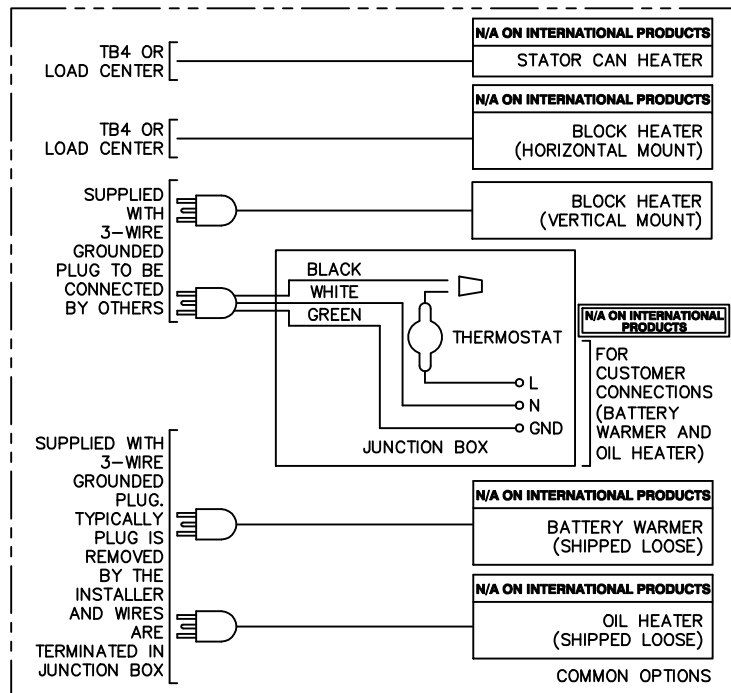 TB4 OR
LOAD CENTER
N/A ON INTERNATIONAL PRODUCTS
STATOR CAN HEATER
TB4 OR
LOAD CENTER
N/A ON INTERNATIONAL PRODUCTS
BLOCK HEATER
(HORIZONTAL MOUNT)
SUPPLIED
WITH
3-WIRE
GROUNDED
PLUG TO BE
CONNECTED
BY OTHERS
BLOCK HEATER
(VERTICAL MOUNT)
BLACK
WHITE
GREEN
THERMOSTAT
L
N
GND
JUNCTION BOX
N/A ON INTERNATIONAL
PRODUCTS
FOR
CUSTOMER
CONNECTIONS
(BATTERY
WARMER AND
OIL HEATER)
SUPPLIED WITH
3-WIRE
GROUNDED
PLUG.
TYPICALLY
PLUG IS
REMOVED
BY THE
INSTALLER
AND WIRES
ARE
TERMINATED IN
JUNCTION BOX
N/A ON INTERNATIONAL PRODUCTS
BATTERY WARMER
(SHIPPED LOOSE)
N/A ON INTERNATIONAL PRODUCTS
OIL HEATER
(SHIPPED LOOSE)
COMMON OPTIONS